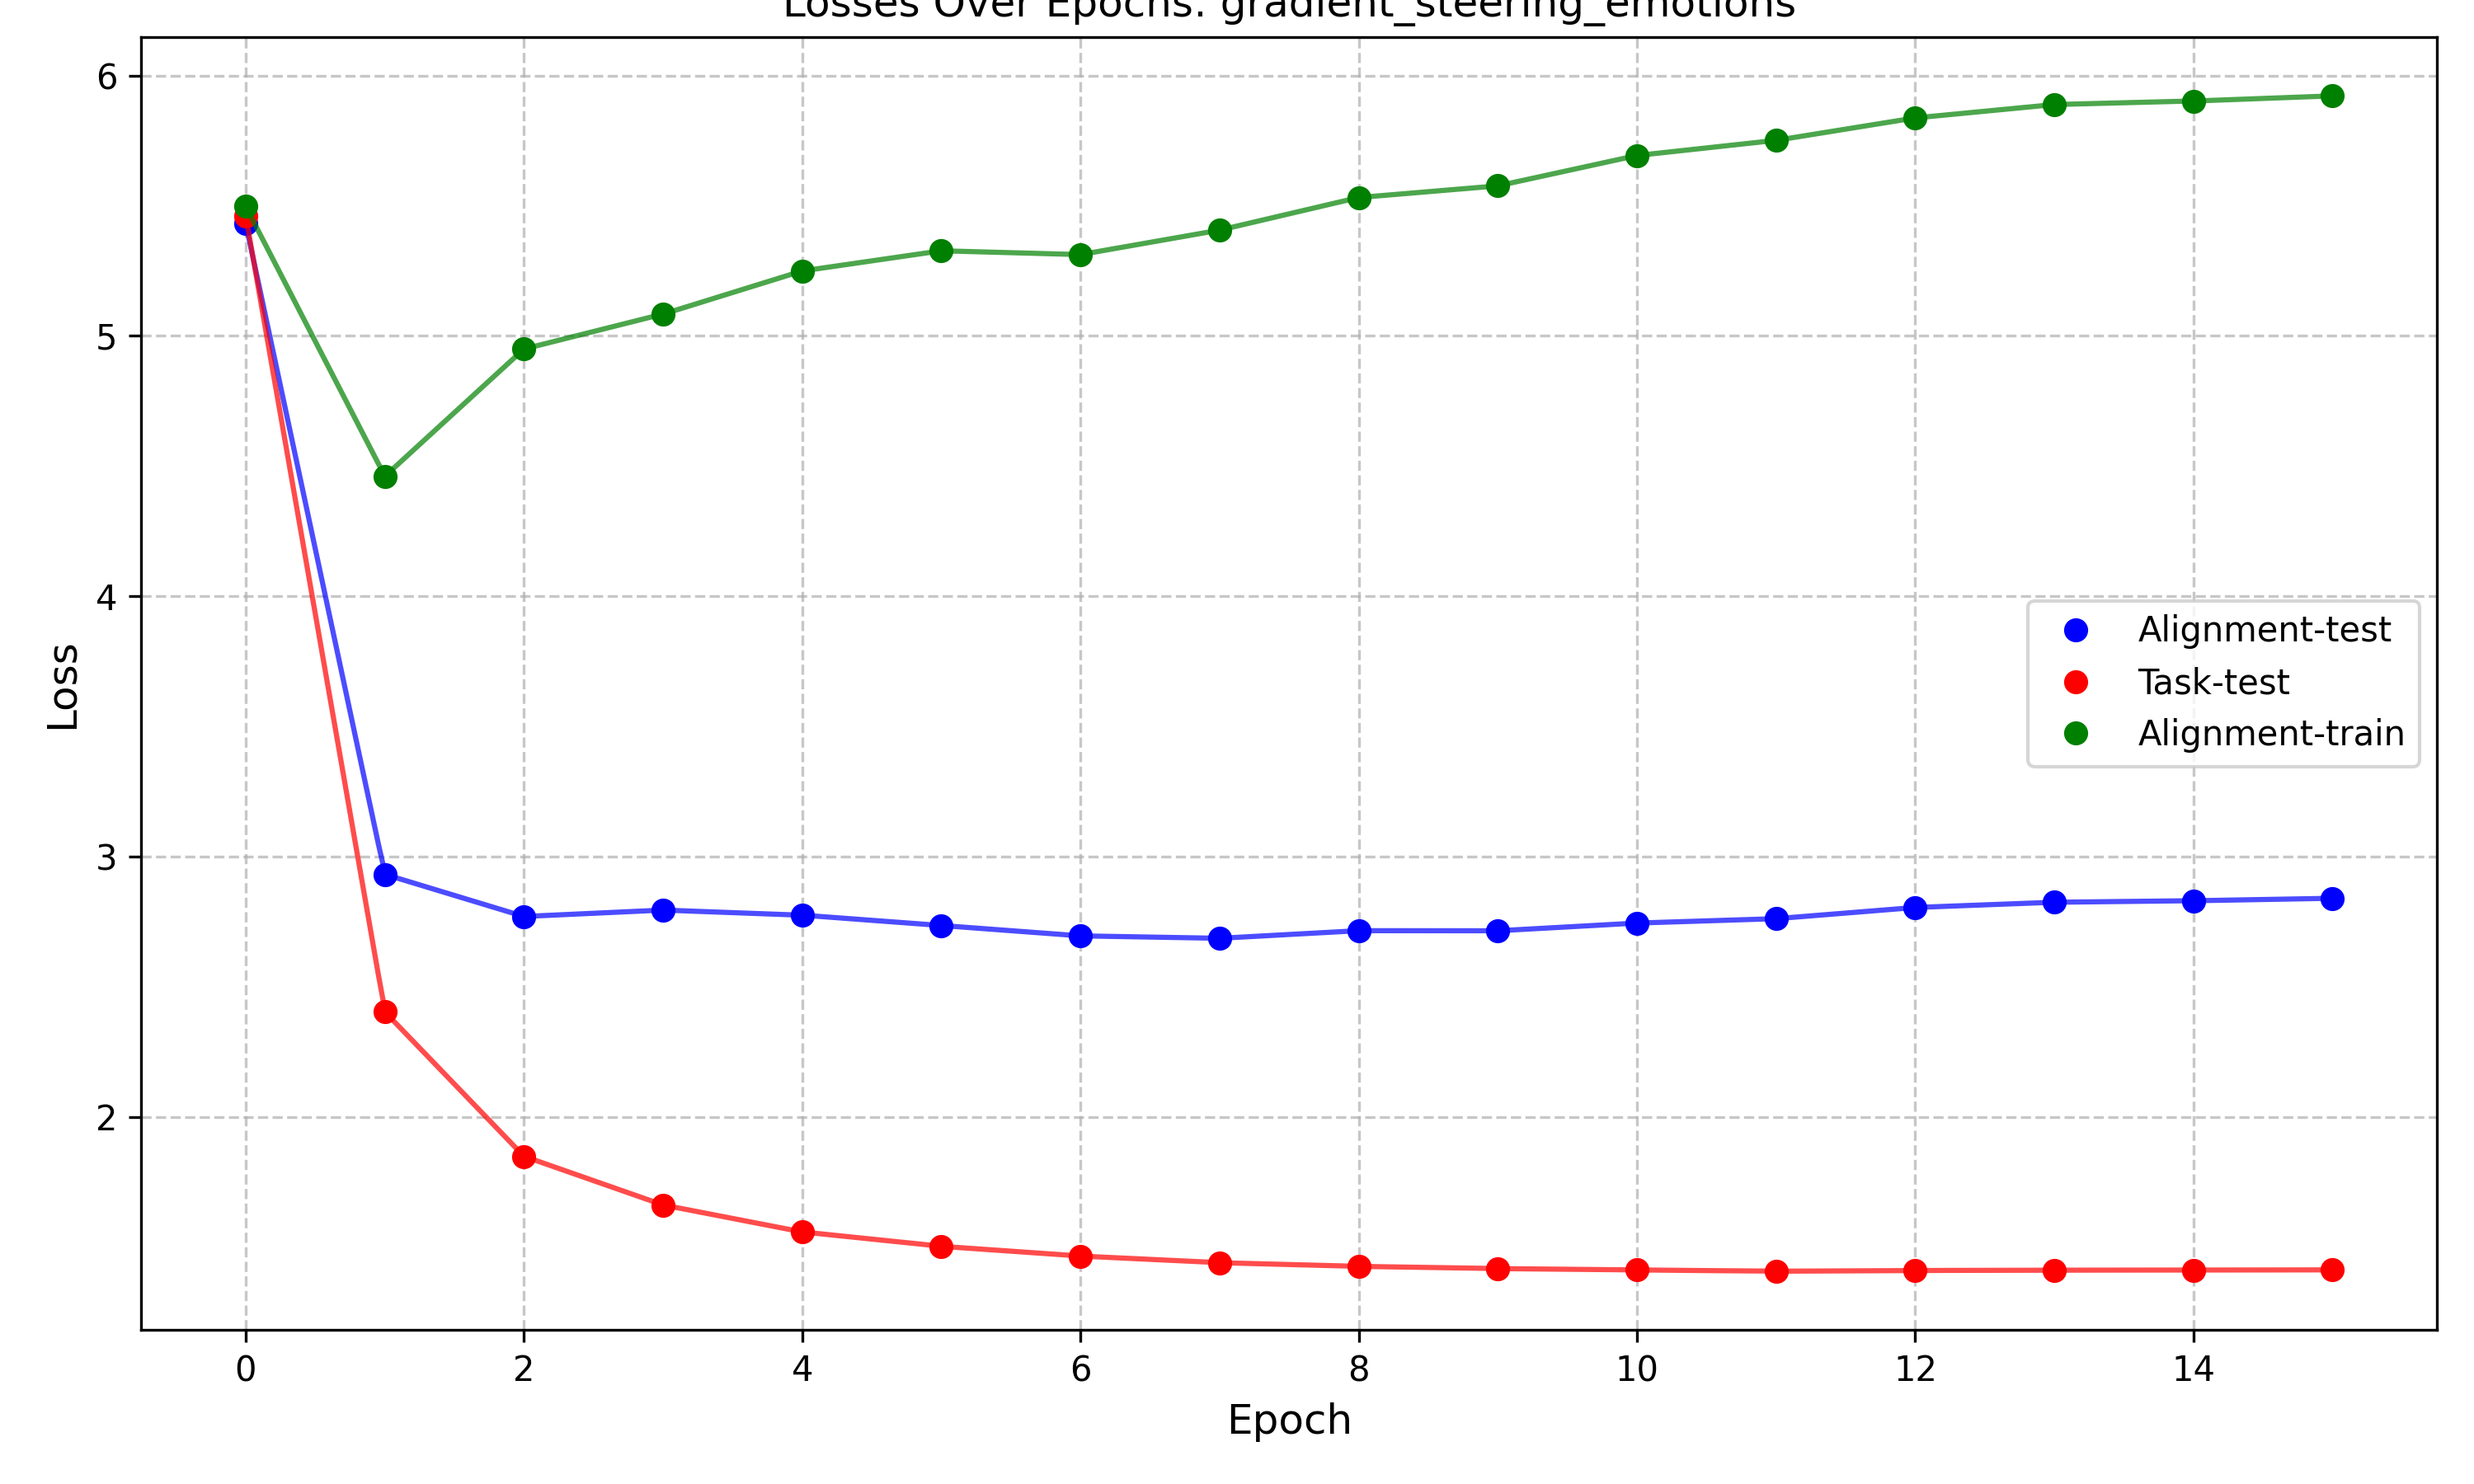 Losses Over Epochs: gradient_steering_emotions
6
5
4
3
2
Loss
Alignment-test
Task-test
Alignment-train
0 2 4 6 8 10 12 14
Epoch